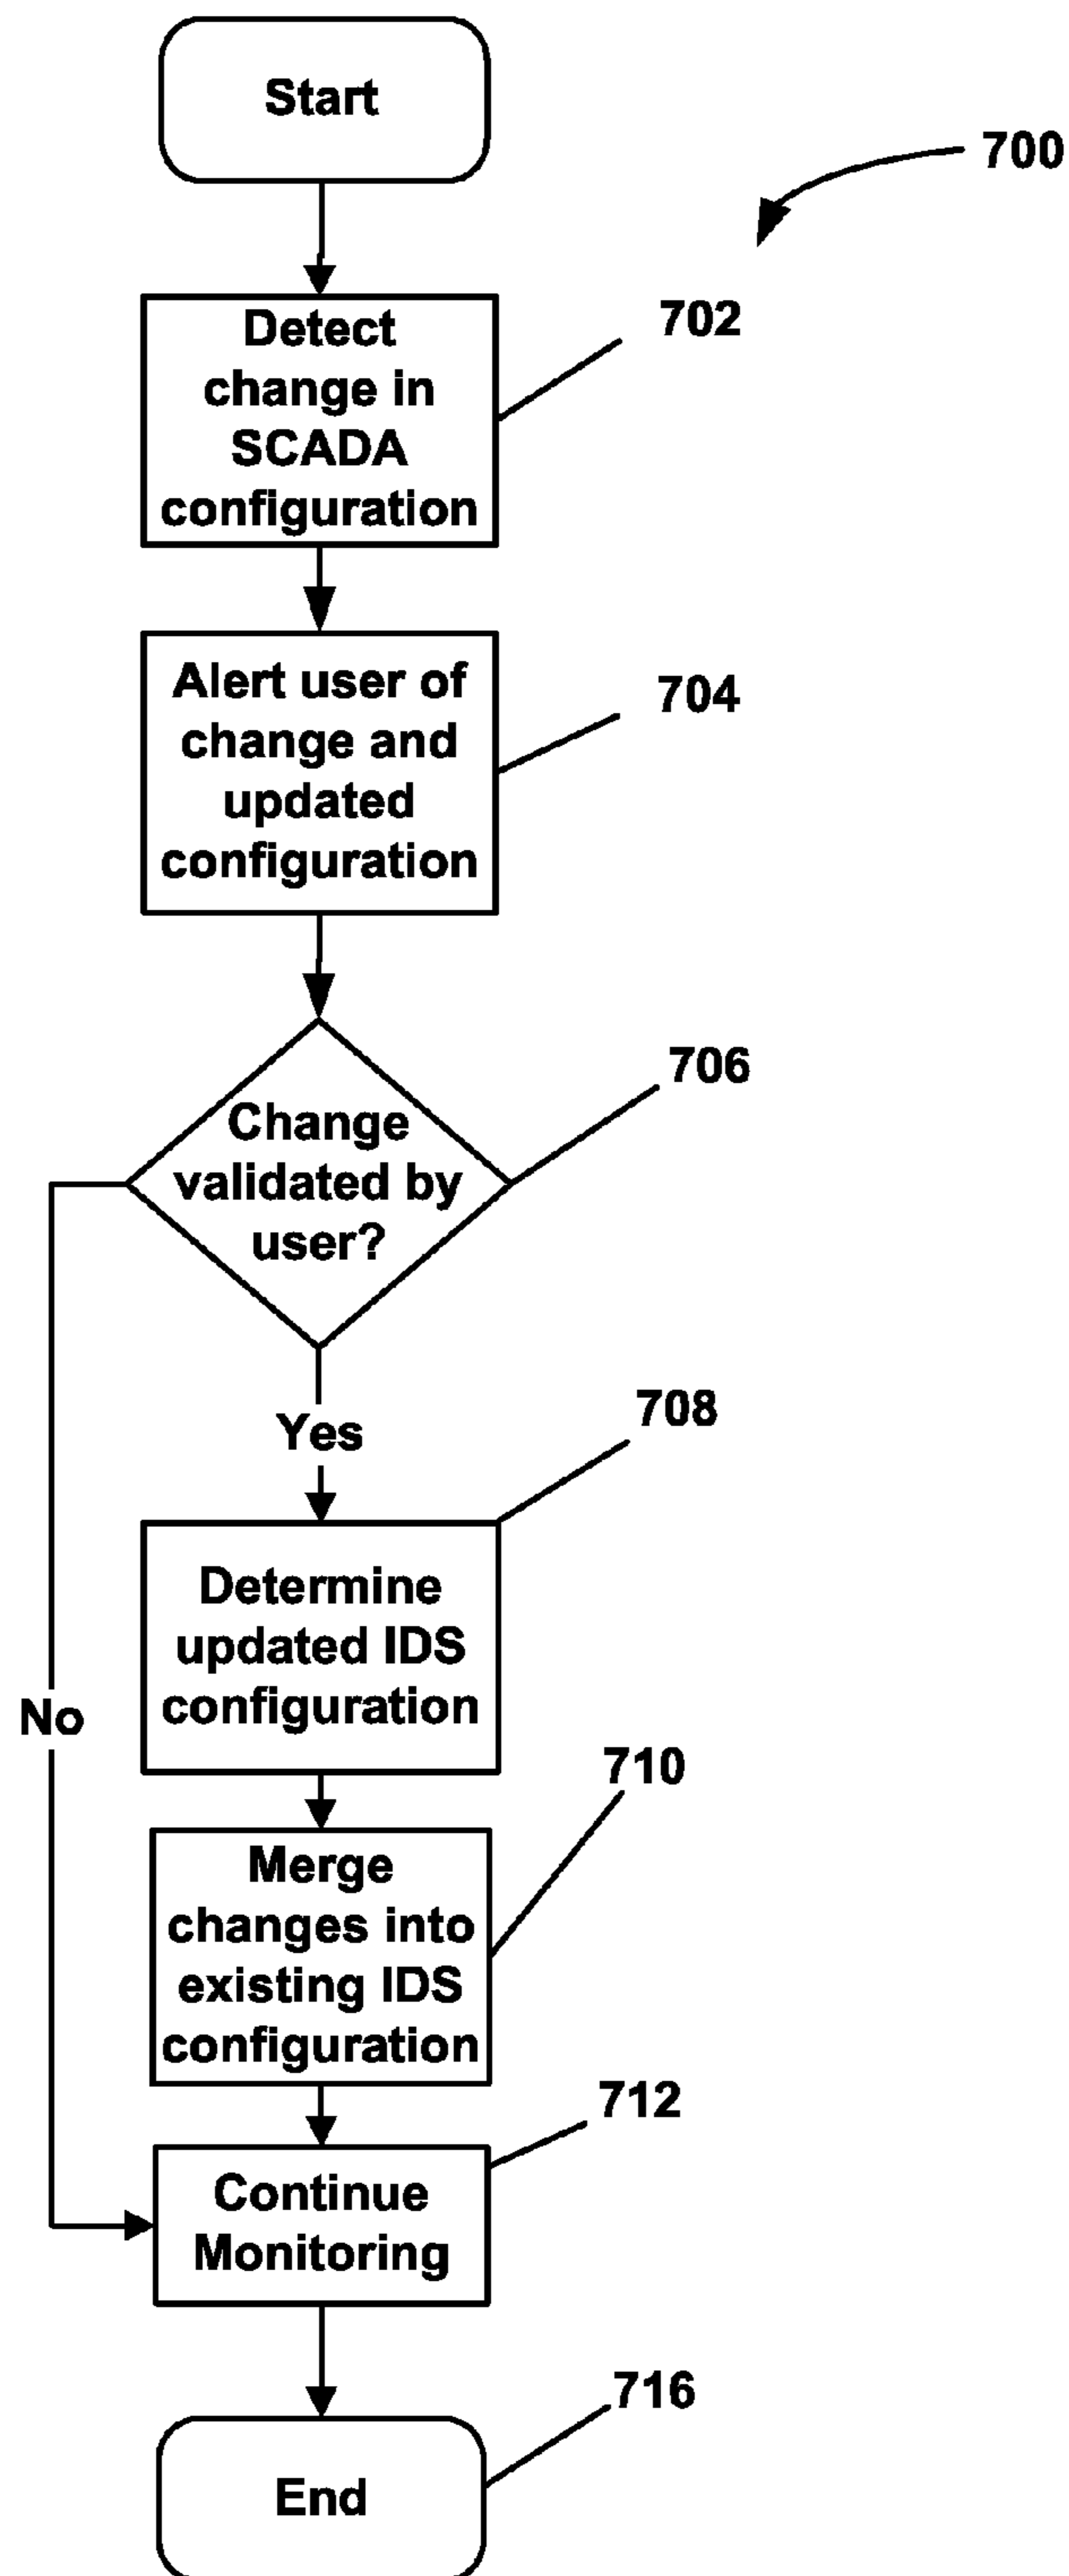 Start
700
Detect
change in
SCADA
configuration
702
Alert user of
change and
updated
configuration
704
Change
validated by
user?
706
Yes
708
Determine
updated IDS
configuration
No
710
Merge
changes into
existing IDS
configuration
712
Continue
Monitoring
716
End